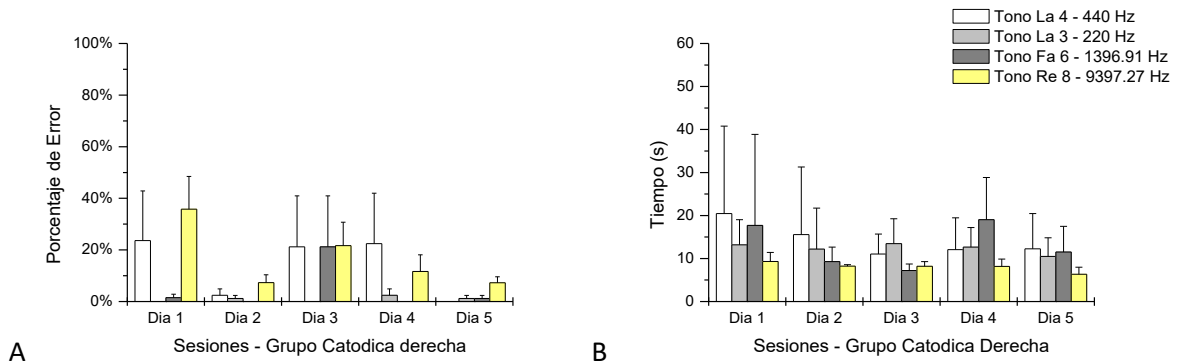 100%
80%
60%
40%
20%
0%
Porcentaje de Error
Dia 1
Dia 2
Dia 3
Dia 4
Dia 5
Sesiones - Grupo Catodica derecha
A
Tono La 4 - 440 Hz
Tono La 3 - 220 Hz
Tono Fa 6 - 1396.91 Hz
Tono Re 8 - 9397.27 Hz
60
50
40
30
20
10
0
Tiempo (s)
Dia 1
Dia 2
Dia 3
Dia 4
Dia 5
Sesiones - Grupo Catodica Derecha
B